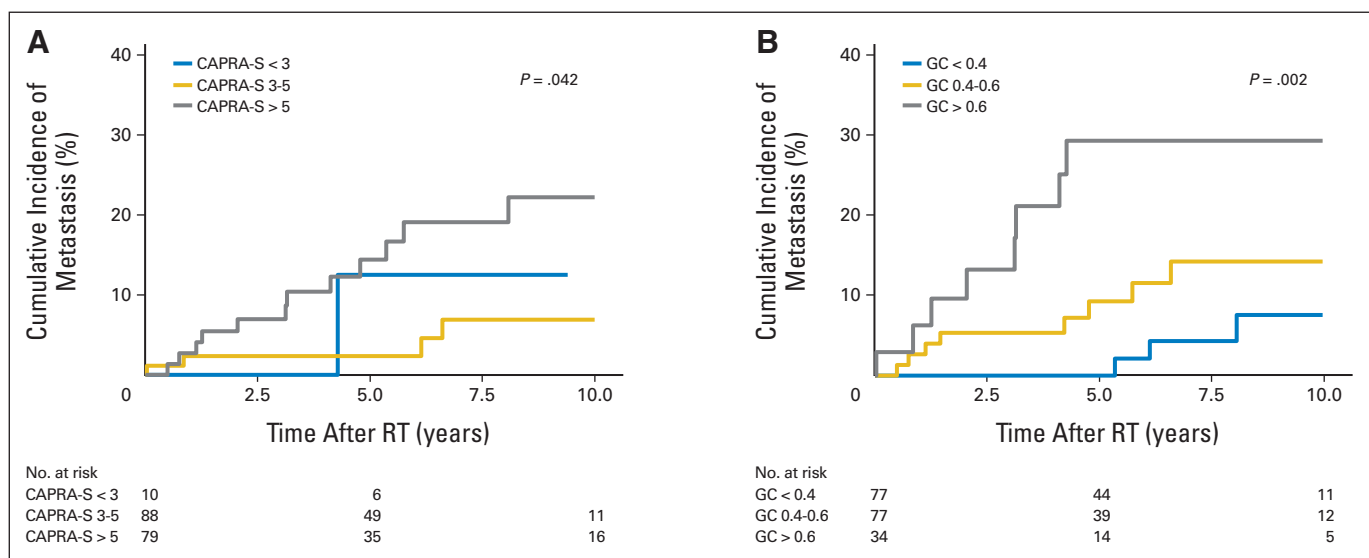 A
Cumulative Incidence of
Metastasis (%)
40
30
20
10
0
CAPRA-S < 3
CAPRA-S 3-5
CAPRA-S > 5
P = .042
2.5
5.0
7.5
10.0
Time After RT (years)
No. at risk
CAPRA-S < 3 10 6
CAPRA-S 3-5 88 49 11
CAPRA-S > 5 79 35 16
B
Cumulative Incidence of
Metastasis (%)
40
30
20
10
0
GC < 0.4
GC 0.4-0.6
GC > 0.6
P = .002
2.5
5.0
7.5
10.0
Time After RT (years)
No. at risk
GC < 0.4 77 44 11
GC 0.4-0.6 77 39 12
GC > 0.6 34 14 5